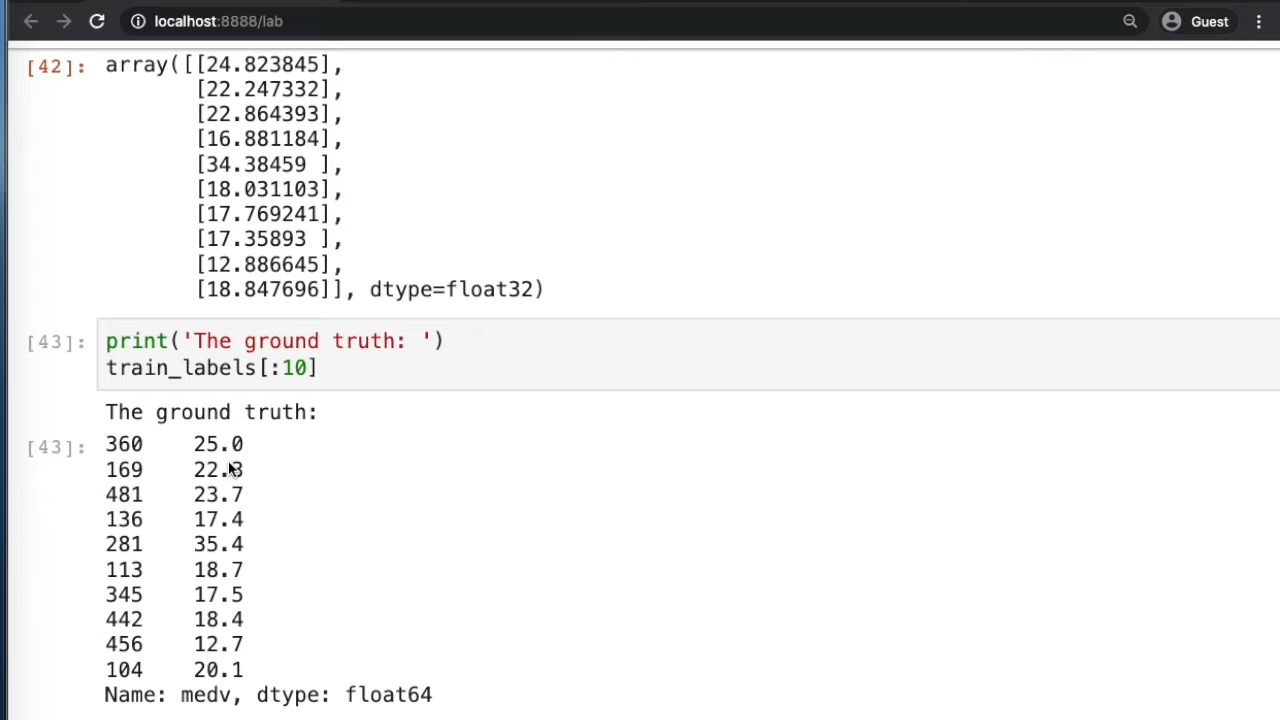 localhost:8888/lab
Guest
[42]: array([[24.823845],
[22.247332],
[22.864393],
[16.881184],
[34.38459 ],
[18.031103],
[17.769241],
[17.35893 ],
[12.886645],
[18.847696]], dtype=float32)
[43]: print('The ground truth: ')
train_labels[:10]
The ground truth:
[43]: 360 25.0
169 22.3
481 23.7
136 17.4
281 35.4
113 18.7
345 17.5
442 18.4
456 12.7
104 20.1
Name: medv, dtype: float64